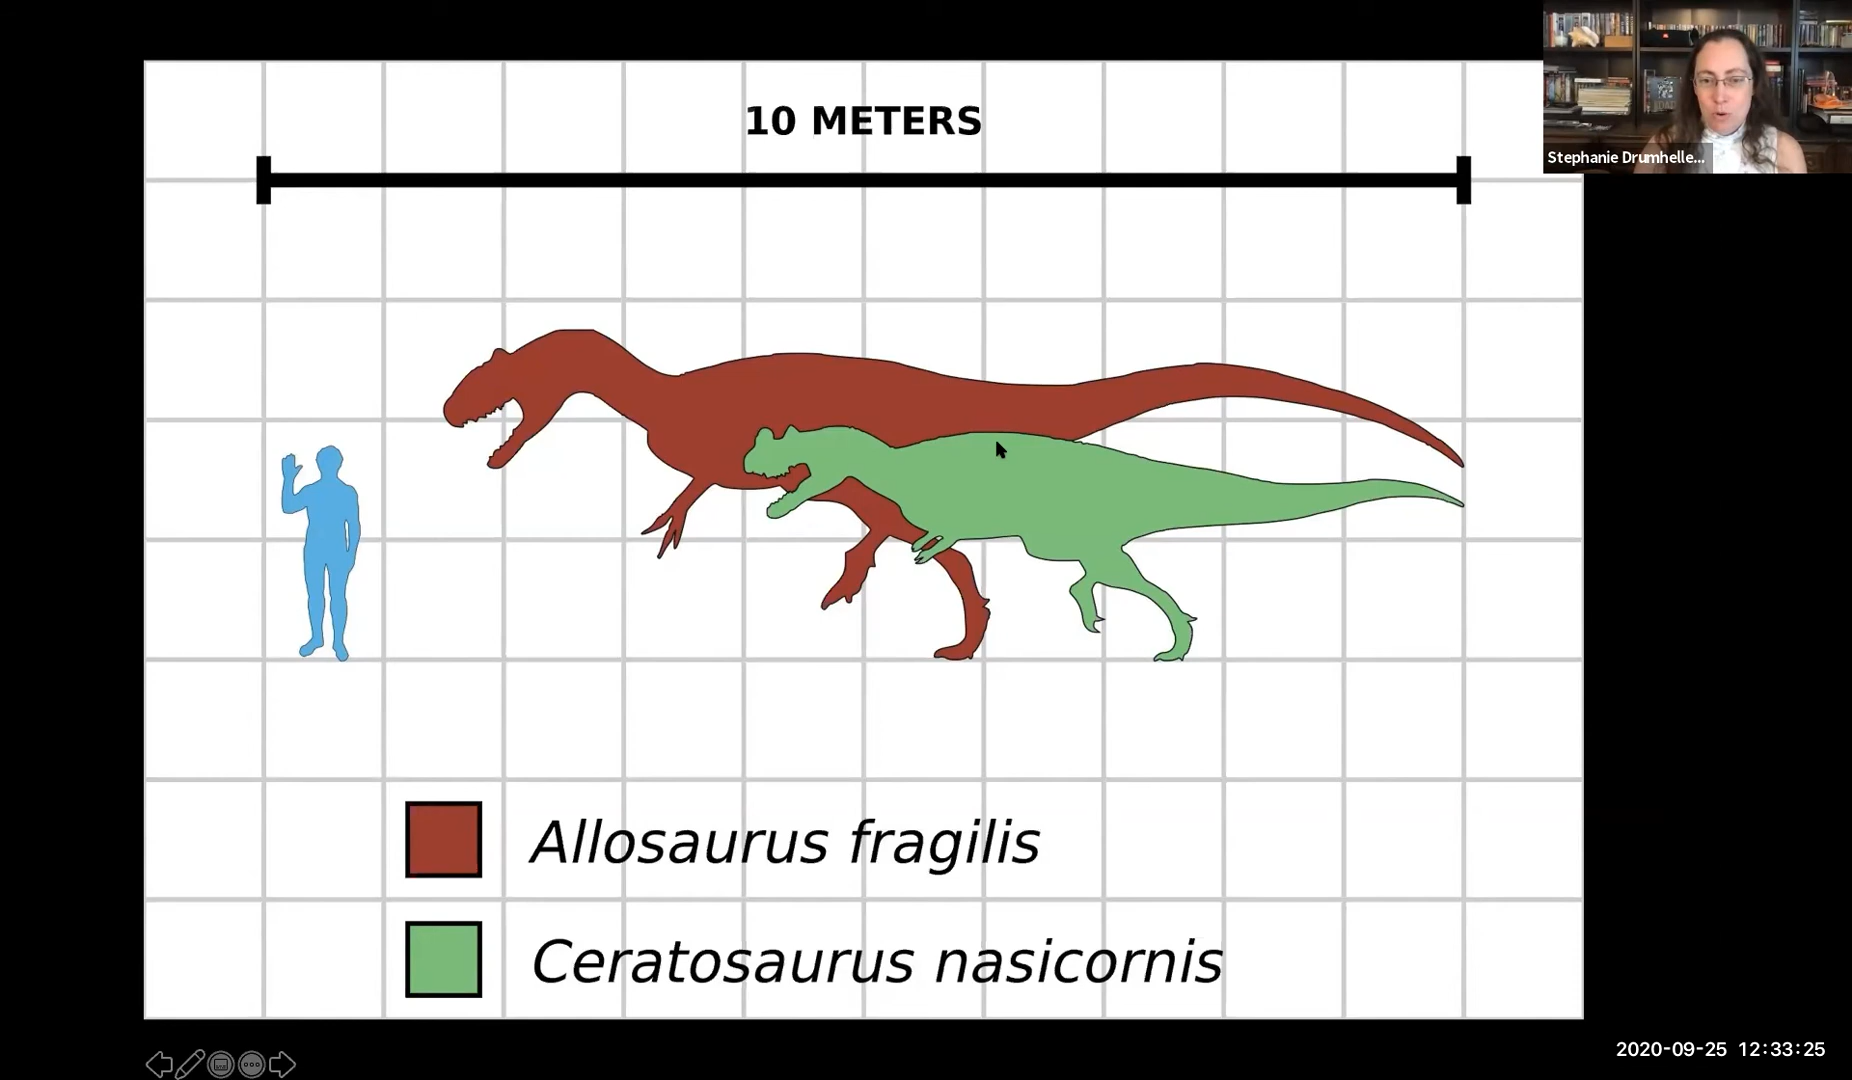 10 METERS
Stephanie Drumhelle...
Allosaurus fragilis
Ceratosaurus nasicornis
2020-09-25 12:33:25